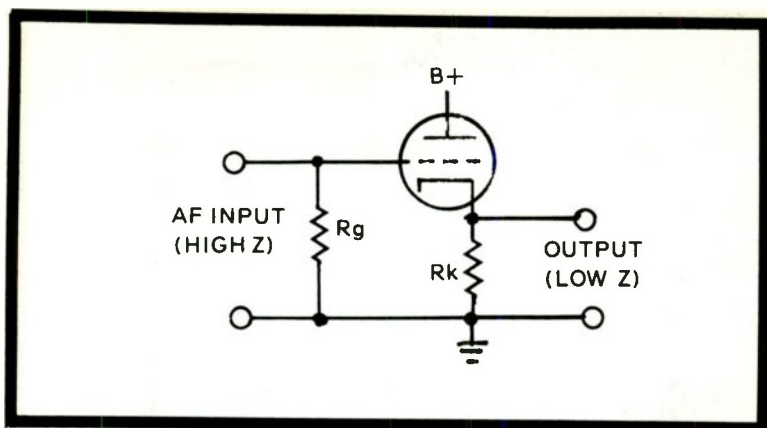 B+
AF INPUT
(HIGH Z)
Rg
Rk
OUTPUT
(LOW Z)